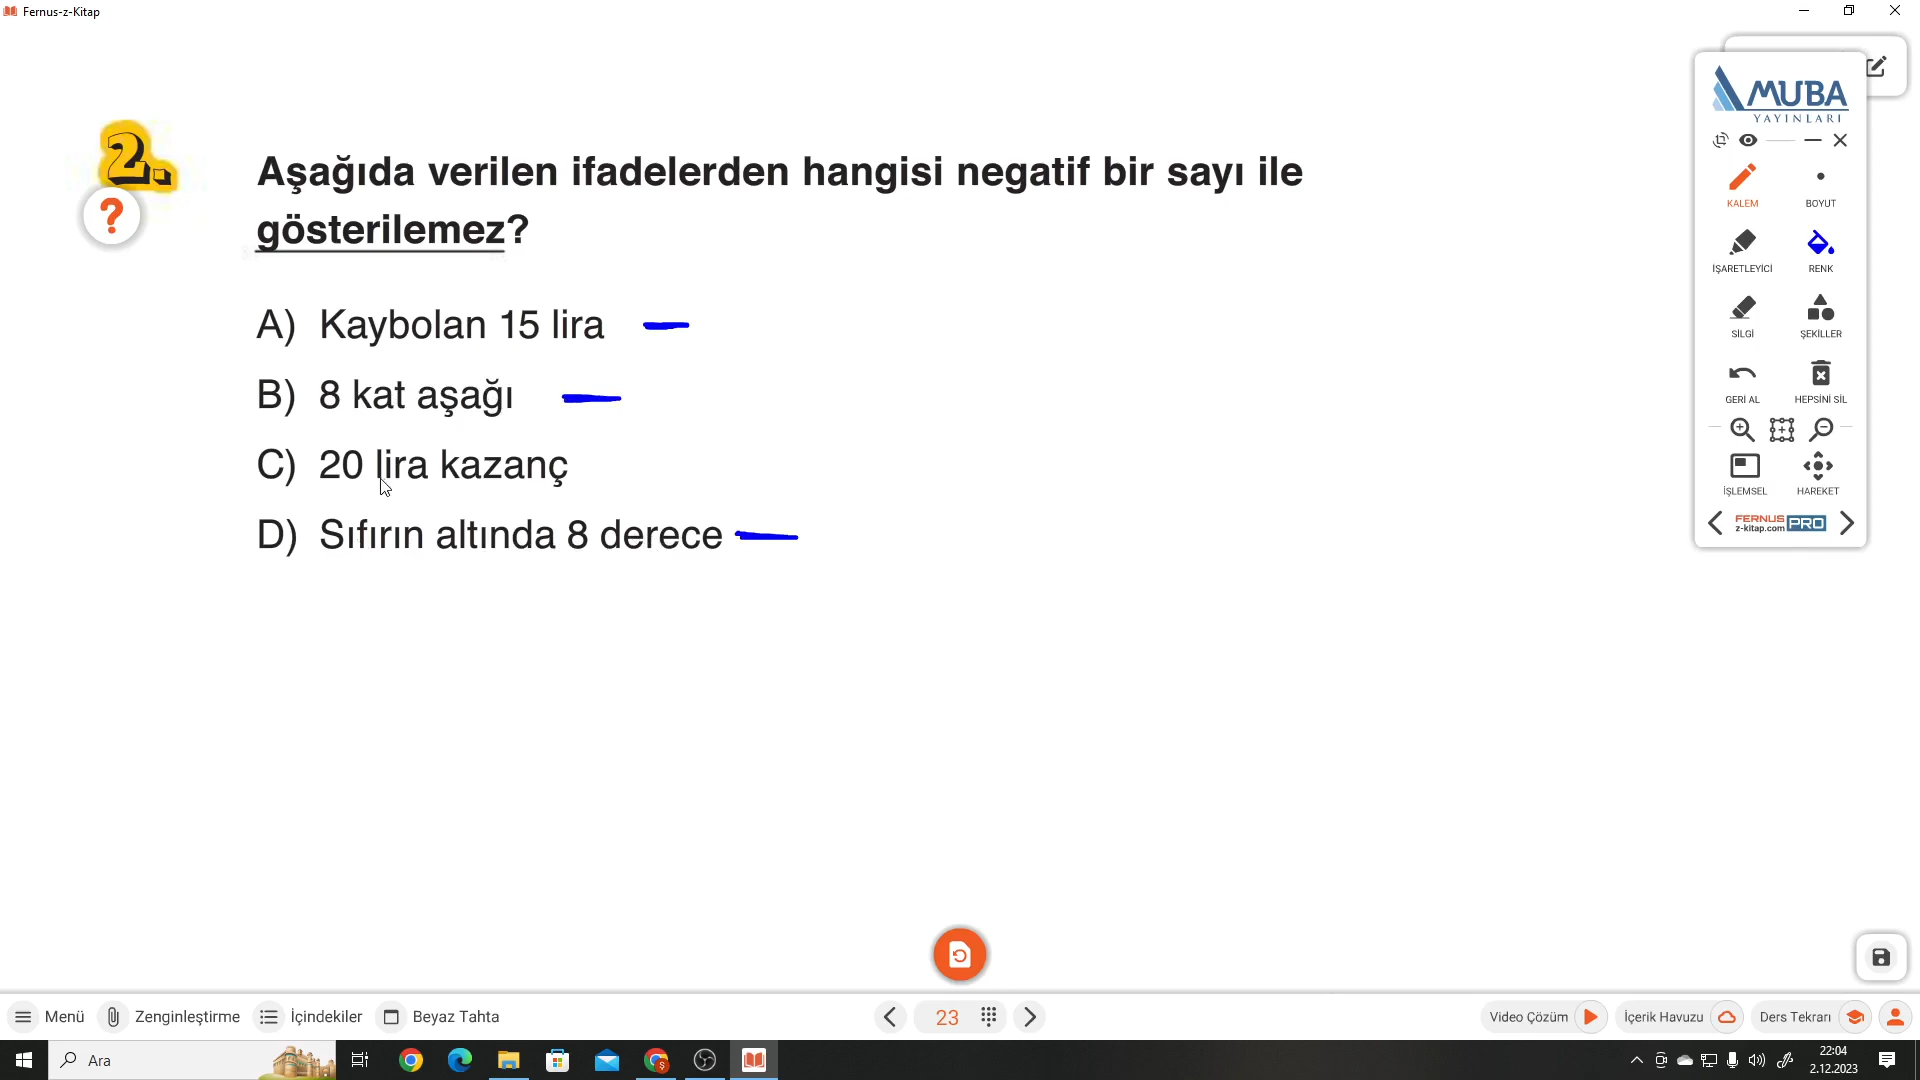 Fernus-z-Kitap
MUBA
YAYINLARI
2.
?
Aşağıda verilen ifadelerden hangisi negatif bir sayı ile
gösterilemez?
A) Kaybolan 15 lira
B) 8 kat aşağı
C) 20 lira kazanç
D) Sıfırın altında 8 derece
KALEM
BOYUT
İŞARETLEYİCİ
RENK
SİLGİ
ŞEKİLLER
GERİ AL
HEPSİNİ SİL
İŞLEMSEL
HAREKET
FERNUS PRO
z-kitap.com
Menü
Zenginleştirme
İçindekiler
Beyaz Tahta
23
Video Çözüm
İçerik Havuzu
Ders Tekrarı
Ara
22:04
2.12.2023